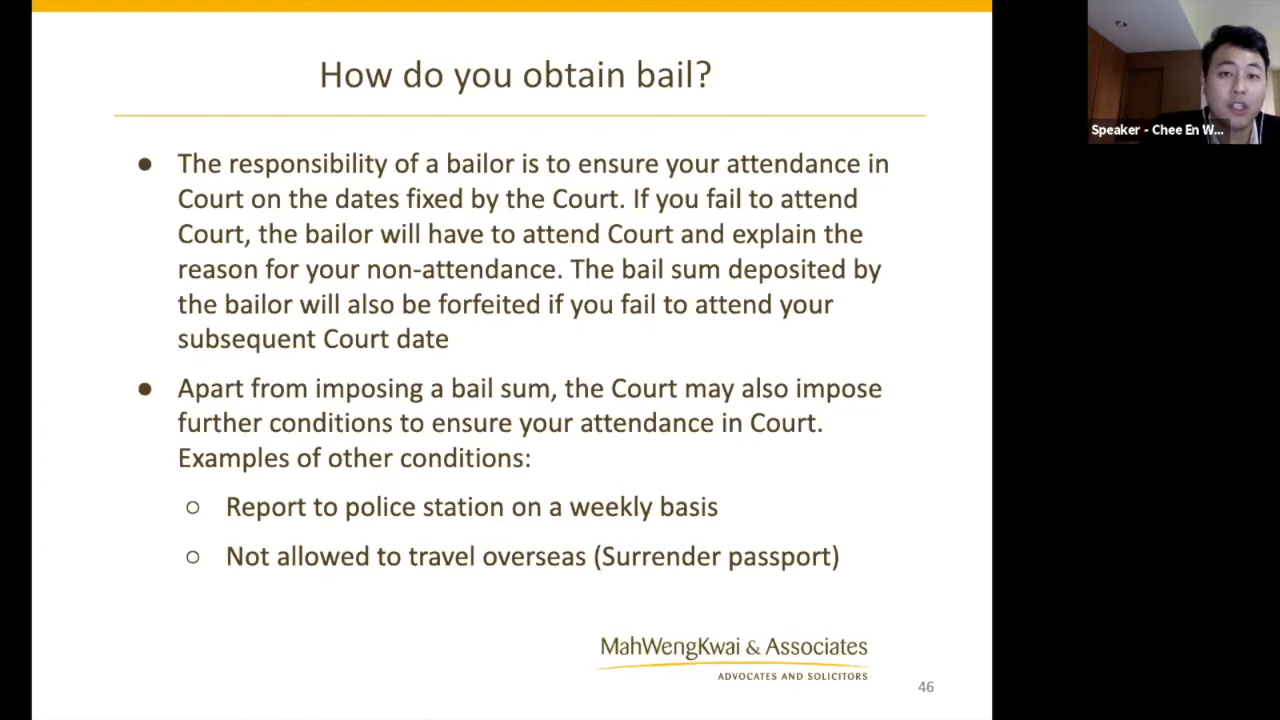 How do you obtain bail?
● The responsibility of a bailor is to ensure your attendance in
Court on the dates fixed by the Court. If you fail to attend
Court, the bailor will have to attend Court and explain the
reason for your non-attendance. The bail sum deposited by
the bailor will also be forfeited if you fail to attend your
subsequent Court date
● Apart from imposing a bail sum, the Court may also impose
further conditions to ensure your attendance in Court.
Examples of other conditions:
○ Report to police station on a weekly basis
○ Not allowed to travel overseas (Surrender passport)
MahWengKwai & Associates
ADVOCATES AND SOLICITORS
46
Speaker - Chee En W...